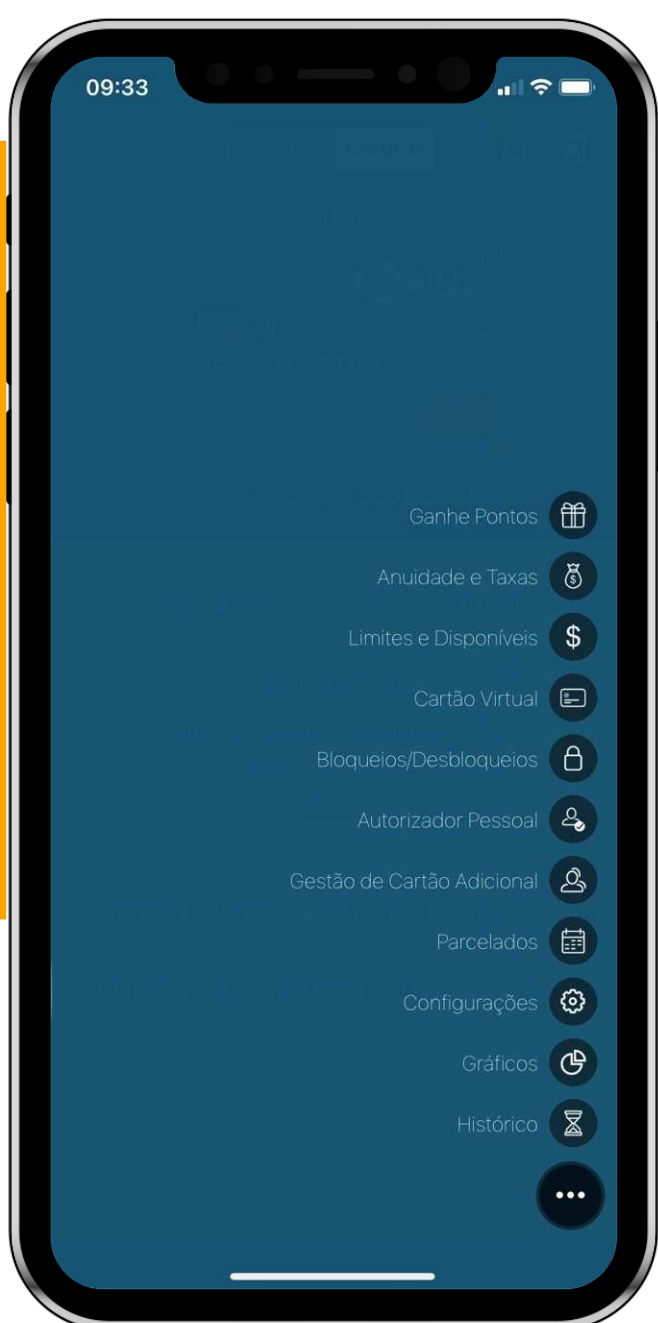 09:33
Ganhe Pontos
Anuidade e Taxas
Limites e Disponíveis
Cartão Virtual
Bloqueios/Desbloqueios
Autorizador Pessoal
Gestão de Cartão Adicional
Parcelados
Configurações
Gráficos
Histórico